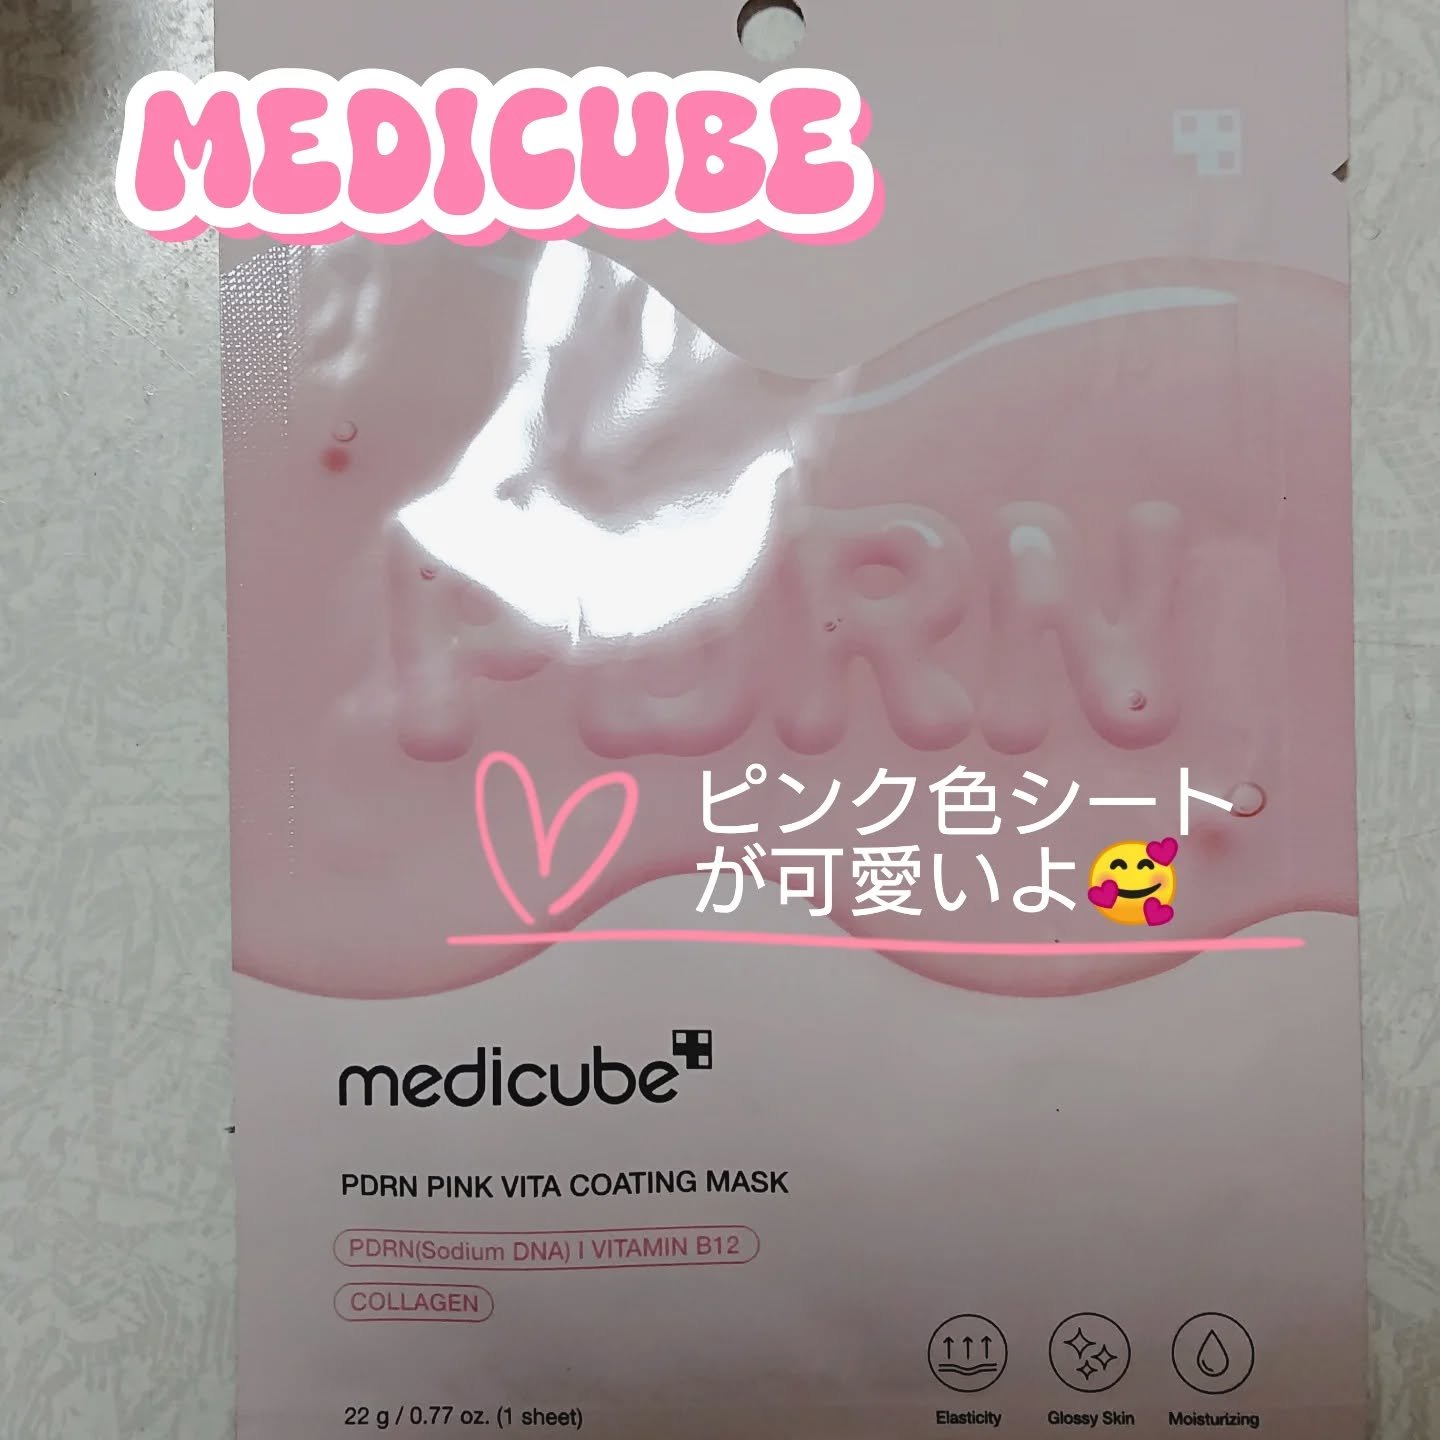 MEDICUBE
PDRN
ピンク色シート
が可愛いよ🥰
medicube
PDRN PINK VITA COATING MASK
PDRN(Sodium DNA) I VITAMIN B12
COLLAGEN
22 g / 0.77 oz. (1 sheet)
Elasticity
Glossy Skin
Moisturizing